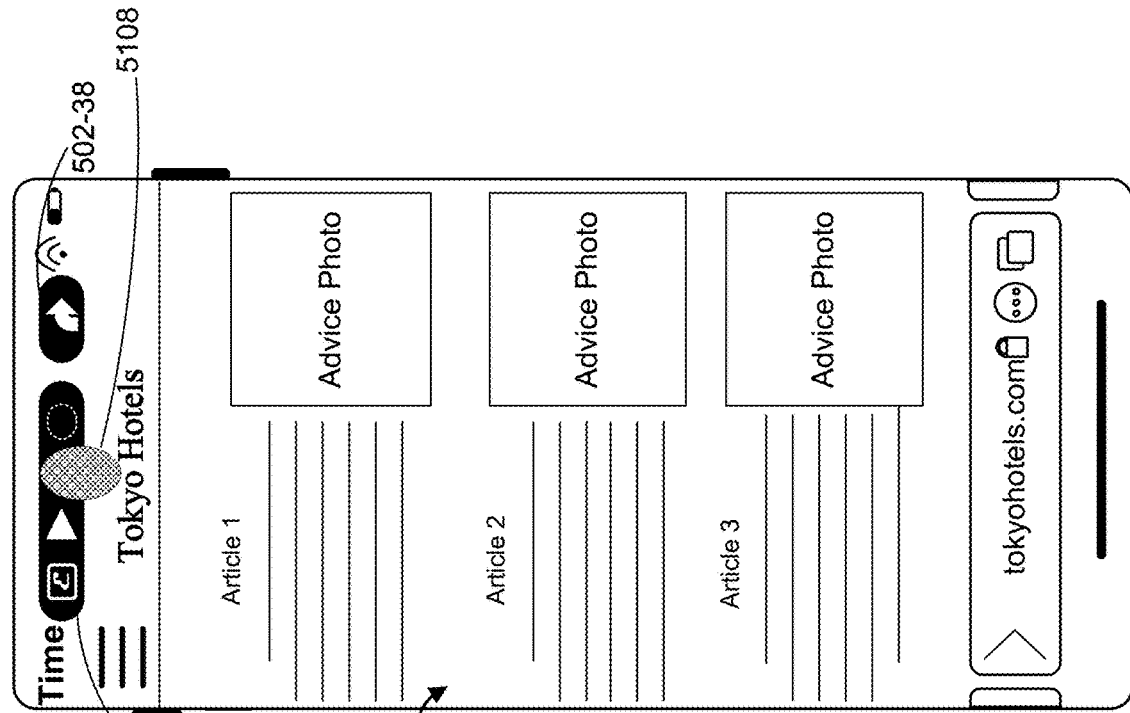 502-38
5108
Time
Tokyo Hotels
Article 1
Advice Photo
Article 2
Advice Photo
Article 3
Advice Photo
tokyohotels.com